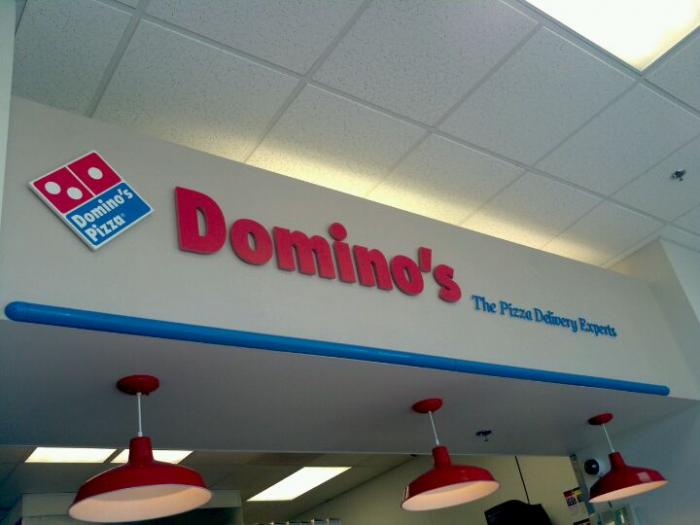 Domino's
Pizza®
Domino's
The Pizza Delivery Experts